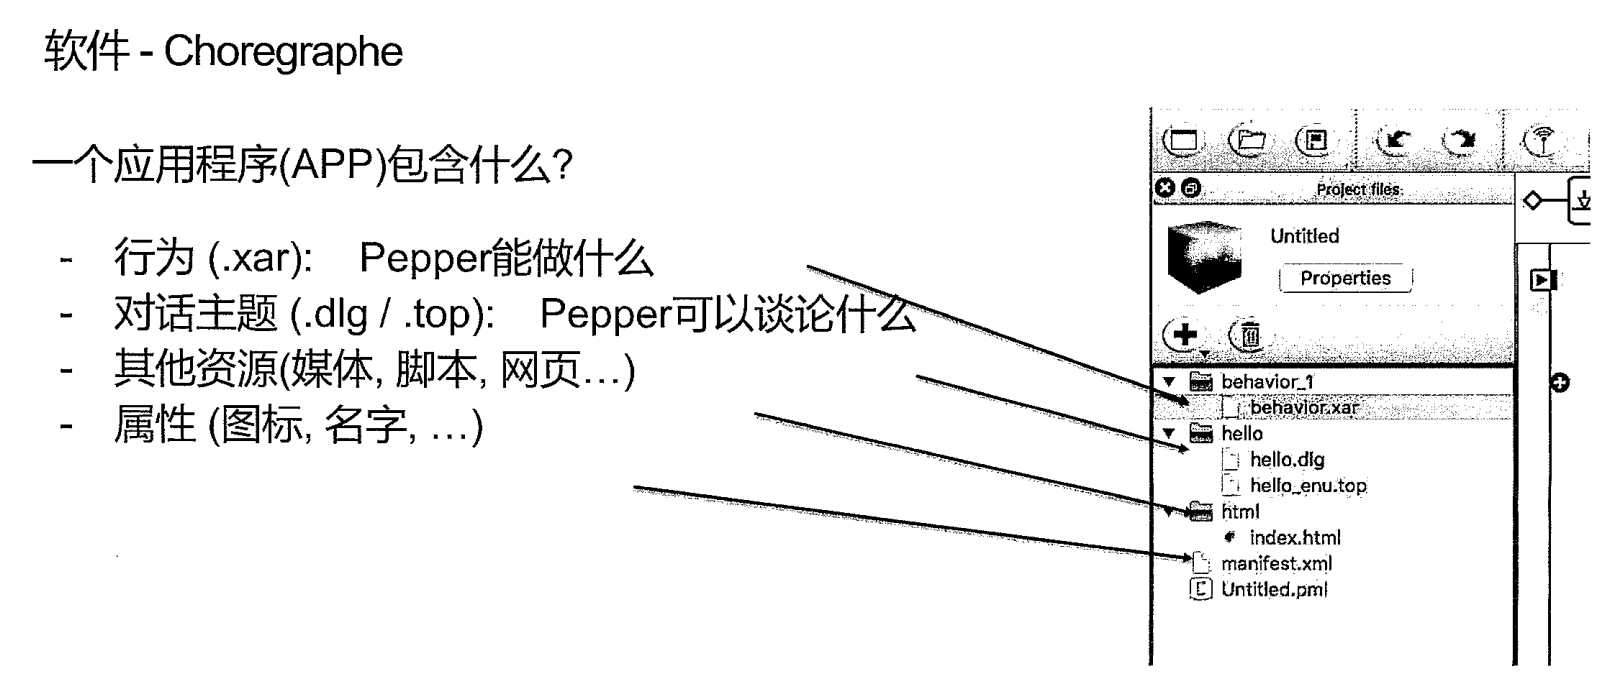 软件 - Choregraphe
一个应用程序(APP)包含什么?
- 行为 (.xar): Pepper能做什么
- 对话主题 (.dlg / .top): Pepper可以谈论什么
- 其他资源(媒体, 脚本, 网页…)
- 属性 (图标, 名字, …)
Project files
Untitled
Properties
behavior_1
behavior.xar
hello
hello.dlg
hello_enu.top
html
index.html
manifest.xml
Untitled.pml